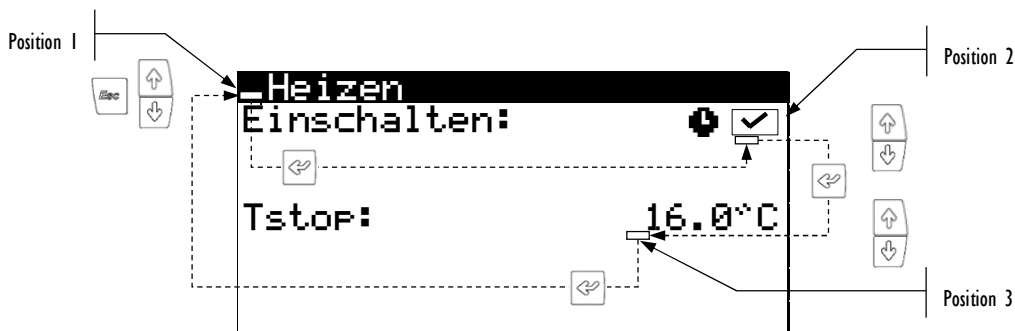 Position 1
Position 2
Esc
Heizen
Einschalten:
Tstop: 16.0°C
Position 3